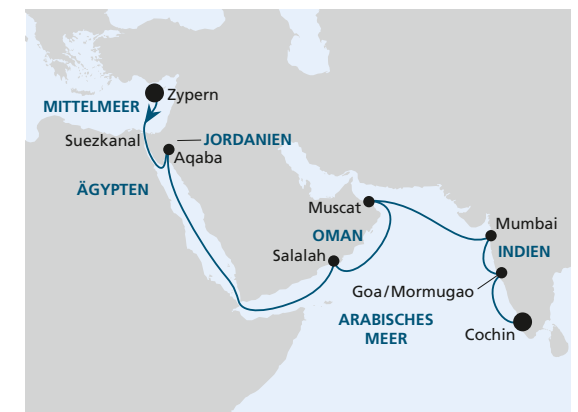 Zypern
MITTELMEER
Suezkanal
JORDANIEN
Aqaba
ÄGYPTEN
Muscat
OMAN
Salalah
Mumbai
INDIEN
Goa/Mormugao
ARABISCHES
MEER
Cochin